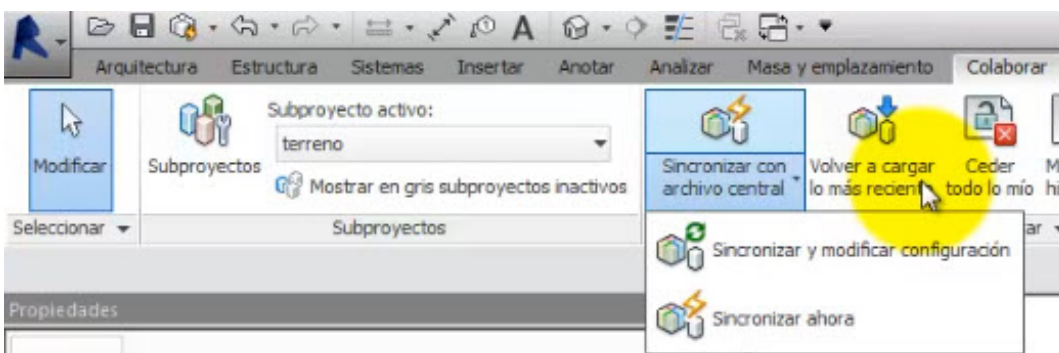 Arquitectura Estructura Sistemas Insertar Anotar Analizar Masa y emplazamiento Colaborar
Modificar
Subproyectos
Subproyecto activo:
terreno
Mostrar en gris subproyectos inactivos
Sincronizar con
archivo central
Volver a cargar
lo más reciente
Ceder
todo lo mío
Seleccionar
Subproyectos
ar
Sincronizar y modificar configuración
Sincronizar ahora
Propiedades